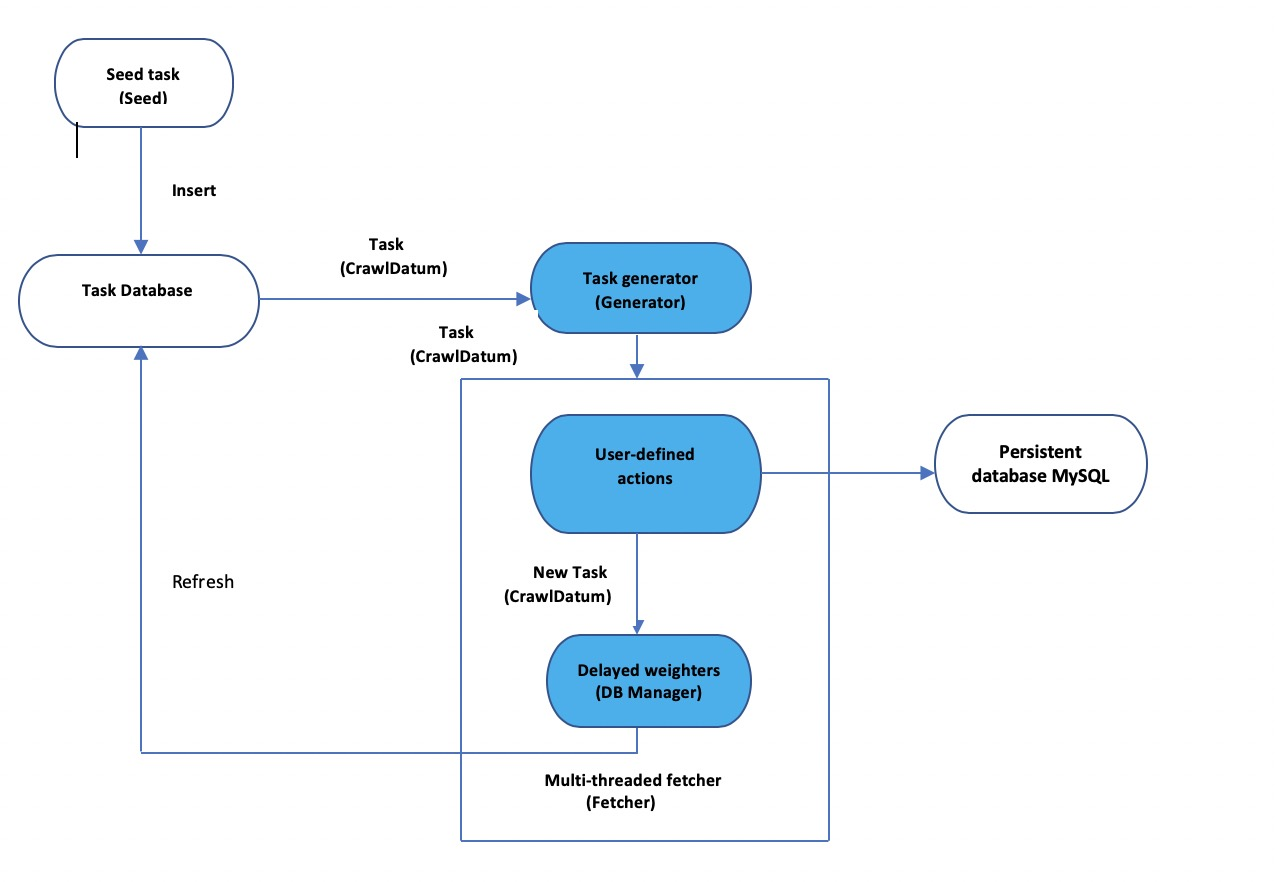 Seed task
(Seed)
Insert
Task
(CrawlDatum)
Task Database
Task generator
(Generator)
Task
(CrawlDatum)
User-defined
actions
Persistent
database MySQL
New Task
(CrawlDatum)
Refresh
Delayed weighters
(DB Manager)
Multi-threaded fetcher
(Fetcher)